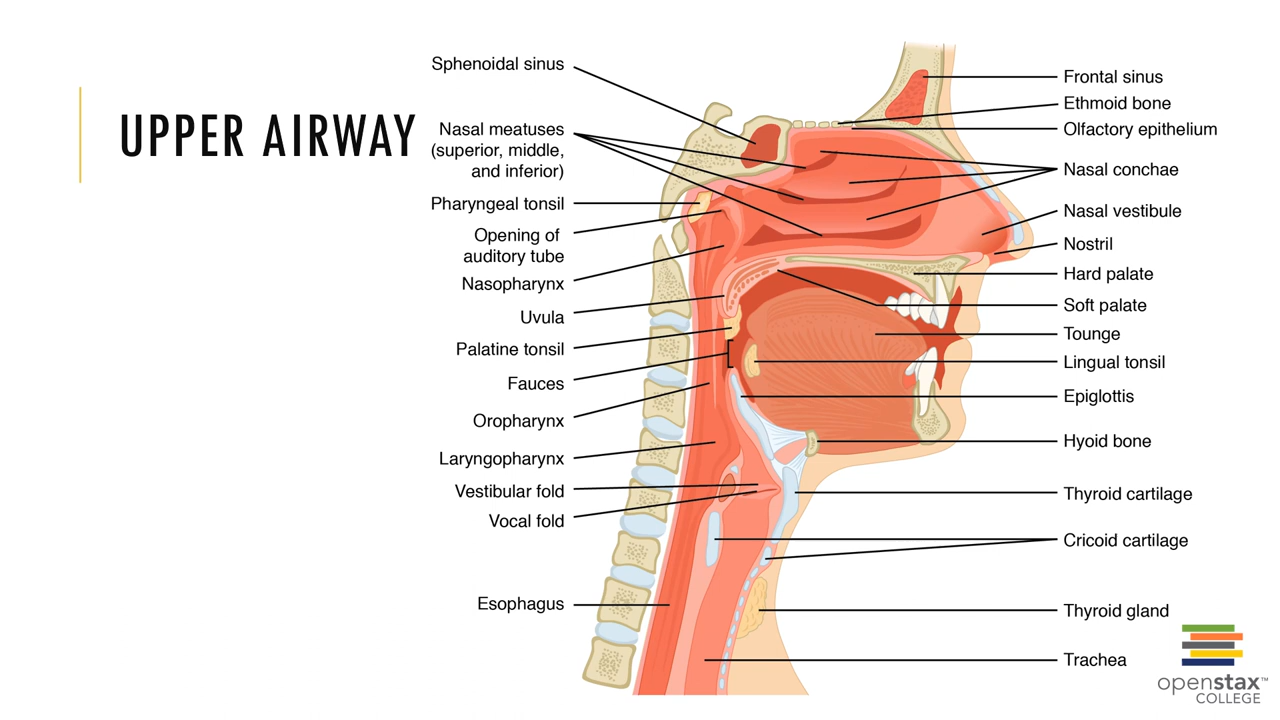 UPPER AIRWAY
Sphenoidal sinus
Nasal meatuses
(superior, middle,
and inferior)
Pharyngeal tonsil
Opening of
auditory tube
Nasopharynx
Uvula
Palatine tonsil
Fauces
Oropharynx
Laryngopharynx
Vestibular fold
Vocal fold
Esophagus
Frontal sinus
Ethmoid bone
Olfactory epithelium
Nasal conchae
Nasal vestibule
Nostril
Hard palate
Soft palate
Tounge
Lingual tonsil
Epiglottis
Hyoid bone
Thyroid cartilage
Cricoid cartilage
Thyroid gland
Trachea
openstax™
COLLEGE